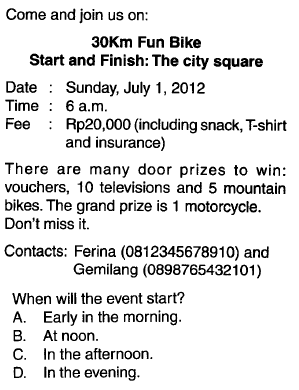 Come and join us on:
30Km Fun Bike
Start and Finish: The city square
Date : Sunday, July 1, 2012
Time : 6 a.m.
Fee : Rp20,000 (including snack, T-shirt
and insurance)
There are many door prizes to win:
vouchers, 10 televisions and 5 mountain
bikes. The grand prize is 1 motorcycle.
Don't miss it.
Contacts: Ferina (0812345678910) and
Gemilang (0898765432101)
When will the event start?
A. Early in the morning.
B. At noon.
C. In the afternoon.
D. In the evening.